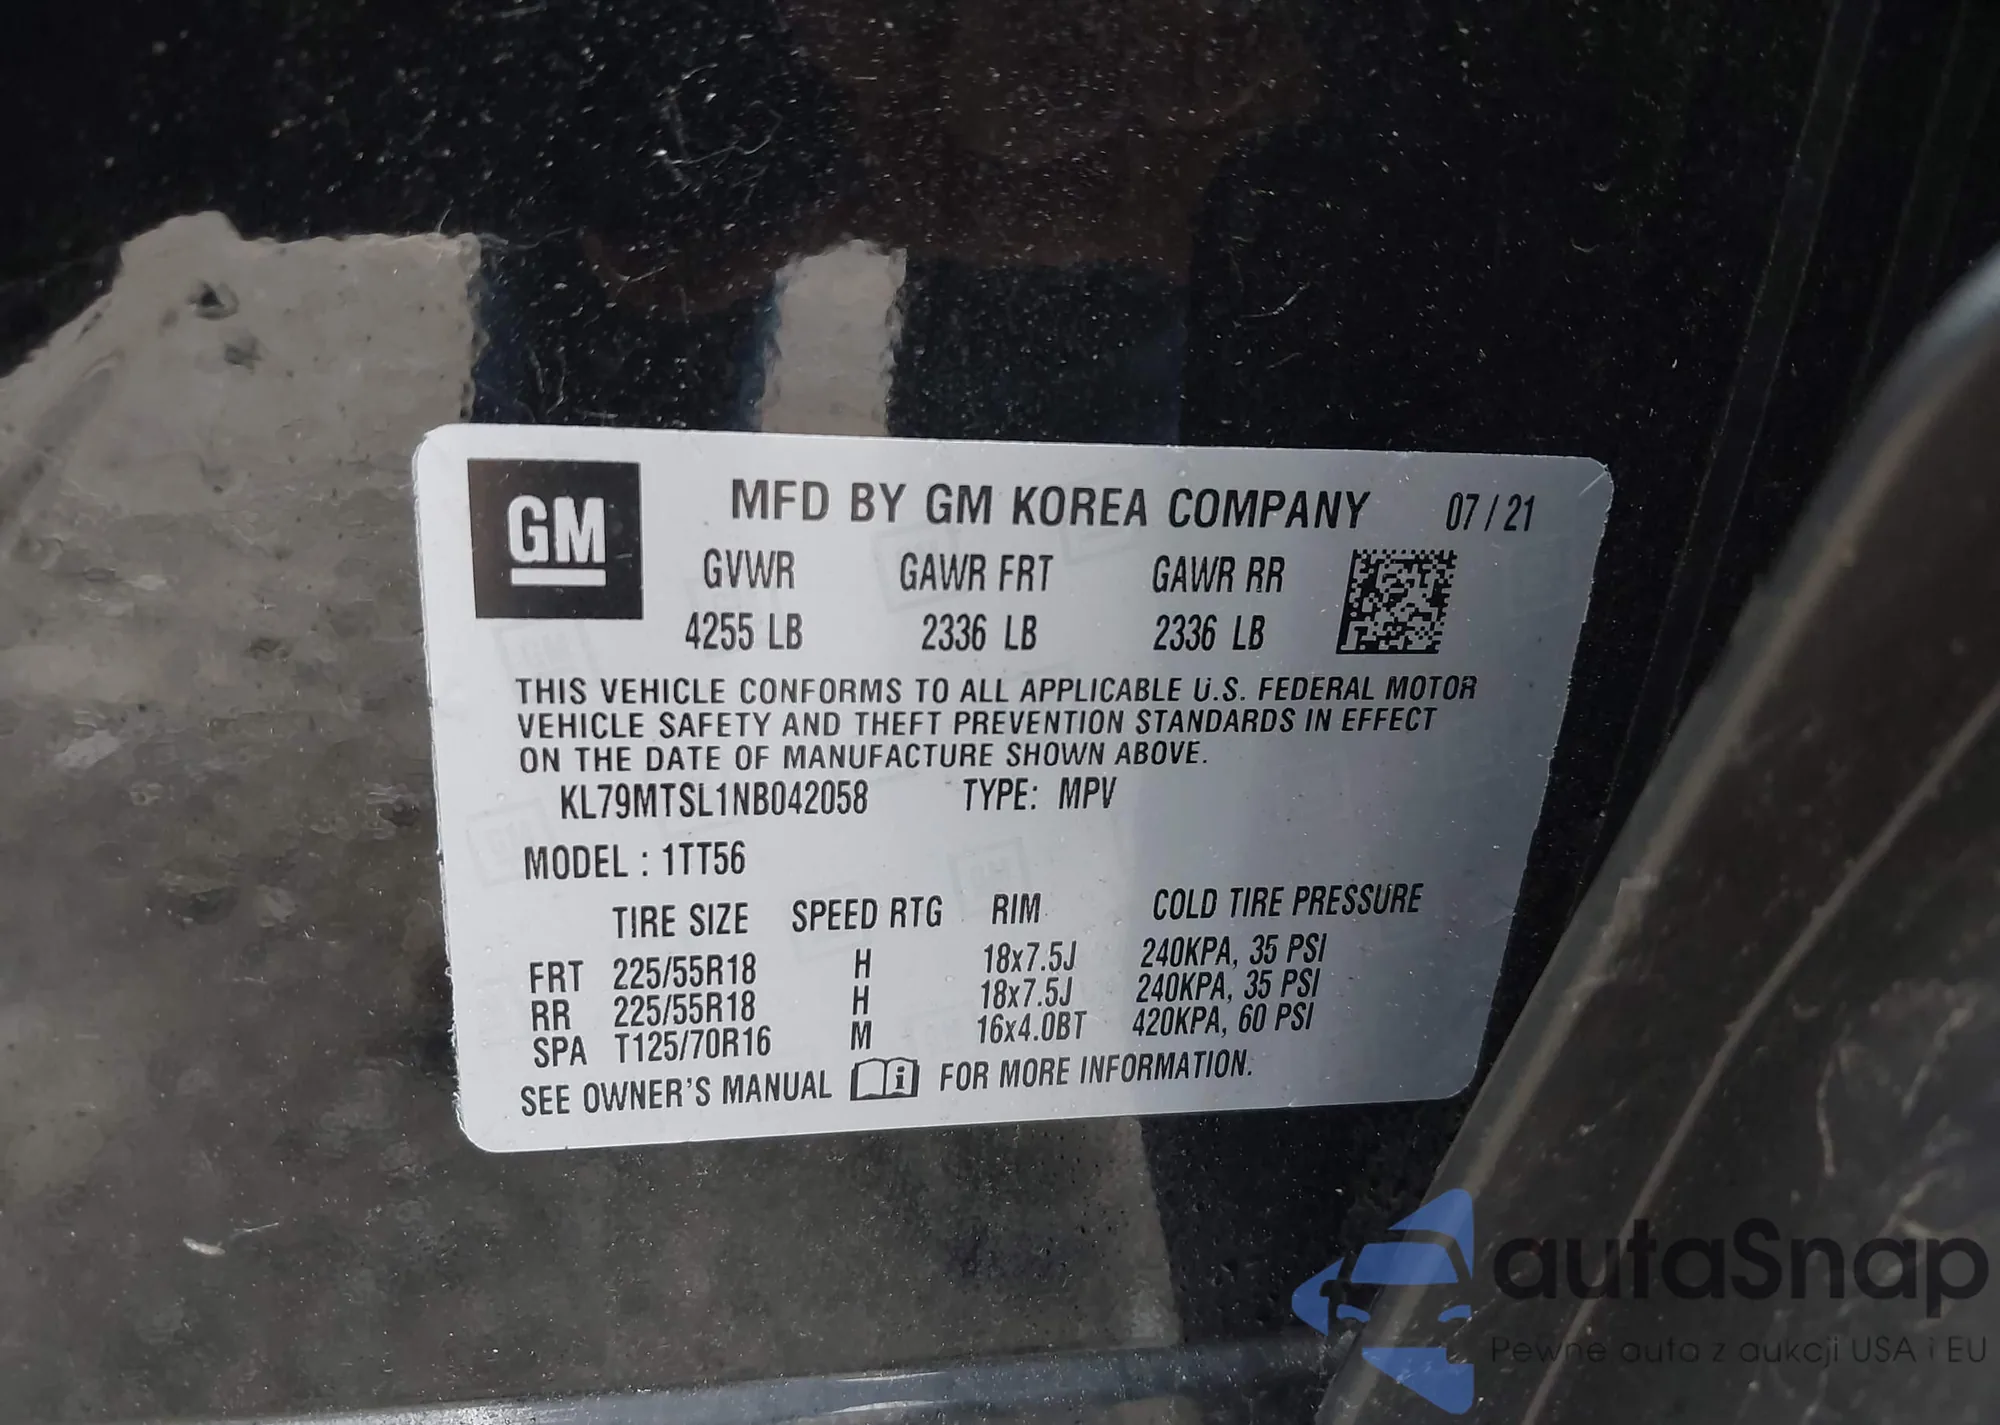 GM
MFD BY GM KOREA COMPANY 07/21
GVWR GAWR FRT GAWR RR
4255 LB 2336 LB 2336 LB
THIS VEHICLE CONFORMS TO ALL APPLICABLE U.S. FEDERAL MOTOR
VEHICLE SAFETY AND THEFT PREVENTION STANDARDS IN EFFECT
ON THE DATE OF MANUFACTURE SHOWN ABOVE.
KL79MTSL1NB042058 TYPE: MPV
MODEL : 1TT56
TIRE SIZE SPEED RTG RIM COLD TIRE PRESSURE
FRT 225/55R18 H 18x7.5J 240KPA, 35 PSI
RR 225/55R18 H 18x7.5J 240KPA, 35 PSI
SPA T125/70R16 M 16x4.0BT 420KPA, 60 PSI
SEE OWNER'S MANUAL i FOR MORE INFORMATION.
autaSnap
Pewne auta z aukcji USA i EU